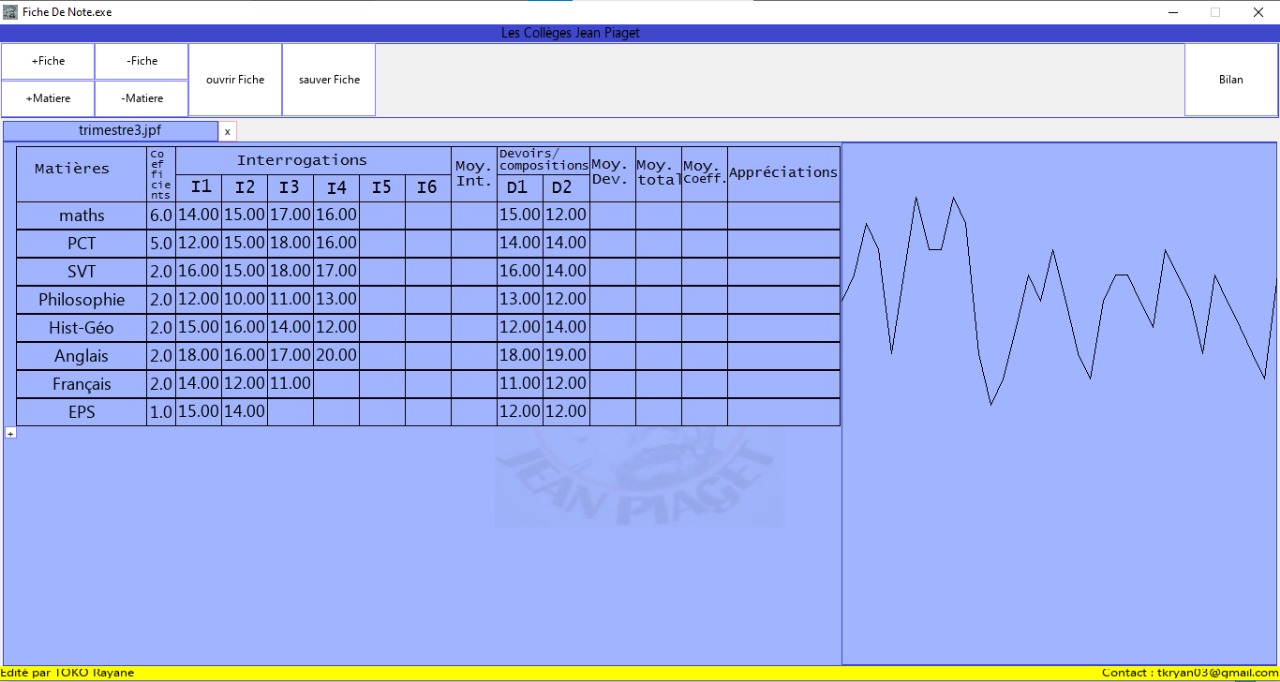 Fiche De Note.exe
Les Collèges Jean Piaget
+Fiche -Fiche ouvrir Fiche sauver Fiche Bilan
+Matiere -Matiere
trimestre3.jpf x
Matières Co ef fi cie nts Interrogations Moy. Int. Devoirs/ compositions Moy. Dev. Moy. total Moy. Coeff. Appréciations
I1 I2 I3 I4 I5 I6 D1 D2
maths 6.0 14.00 15.00 17.00 16.00 15.00 12.00
PCT 5.0 12.00 15.00 18.00 16.00 14.00 14.00
SVT 2.0 16.00 15.00 18.00 17.00 16.00 14.00
Philosophie 2.0 12.00 10.00 11.00 13.00 13.00 12.00
Hist-Géo 2.0 15.00 16.00 14.00 12.00 12.00 14.00
Anglais 2.0 18.00 16.00 17.00 20.00 18.00 19.00
Français 2.0 14.00 12.00 11.00 11.00 12.00
EPS 1.0 15.00 14.00 12.00 12.00
+
JEAN PIAGET
Edité par TOKO Rayane Contact : tkryan03@gmail.com